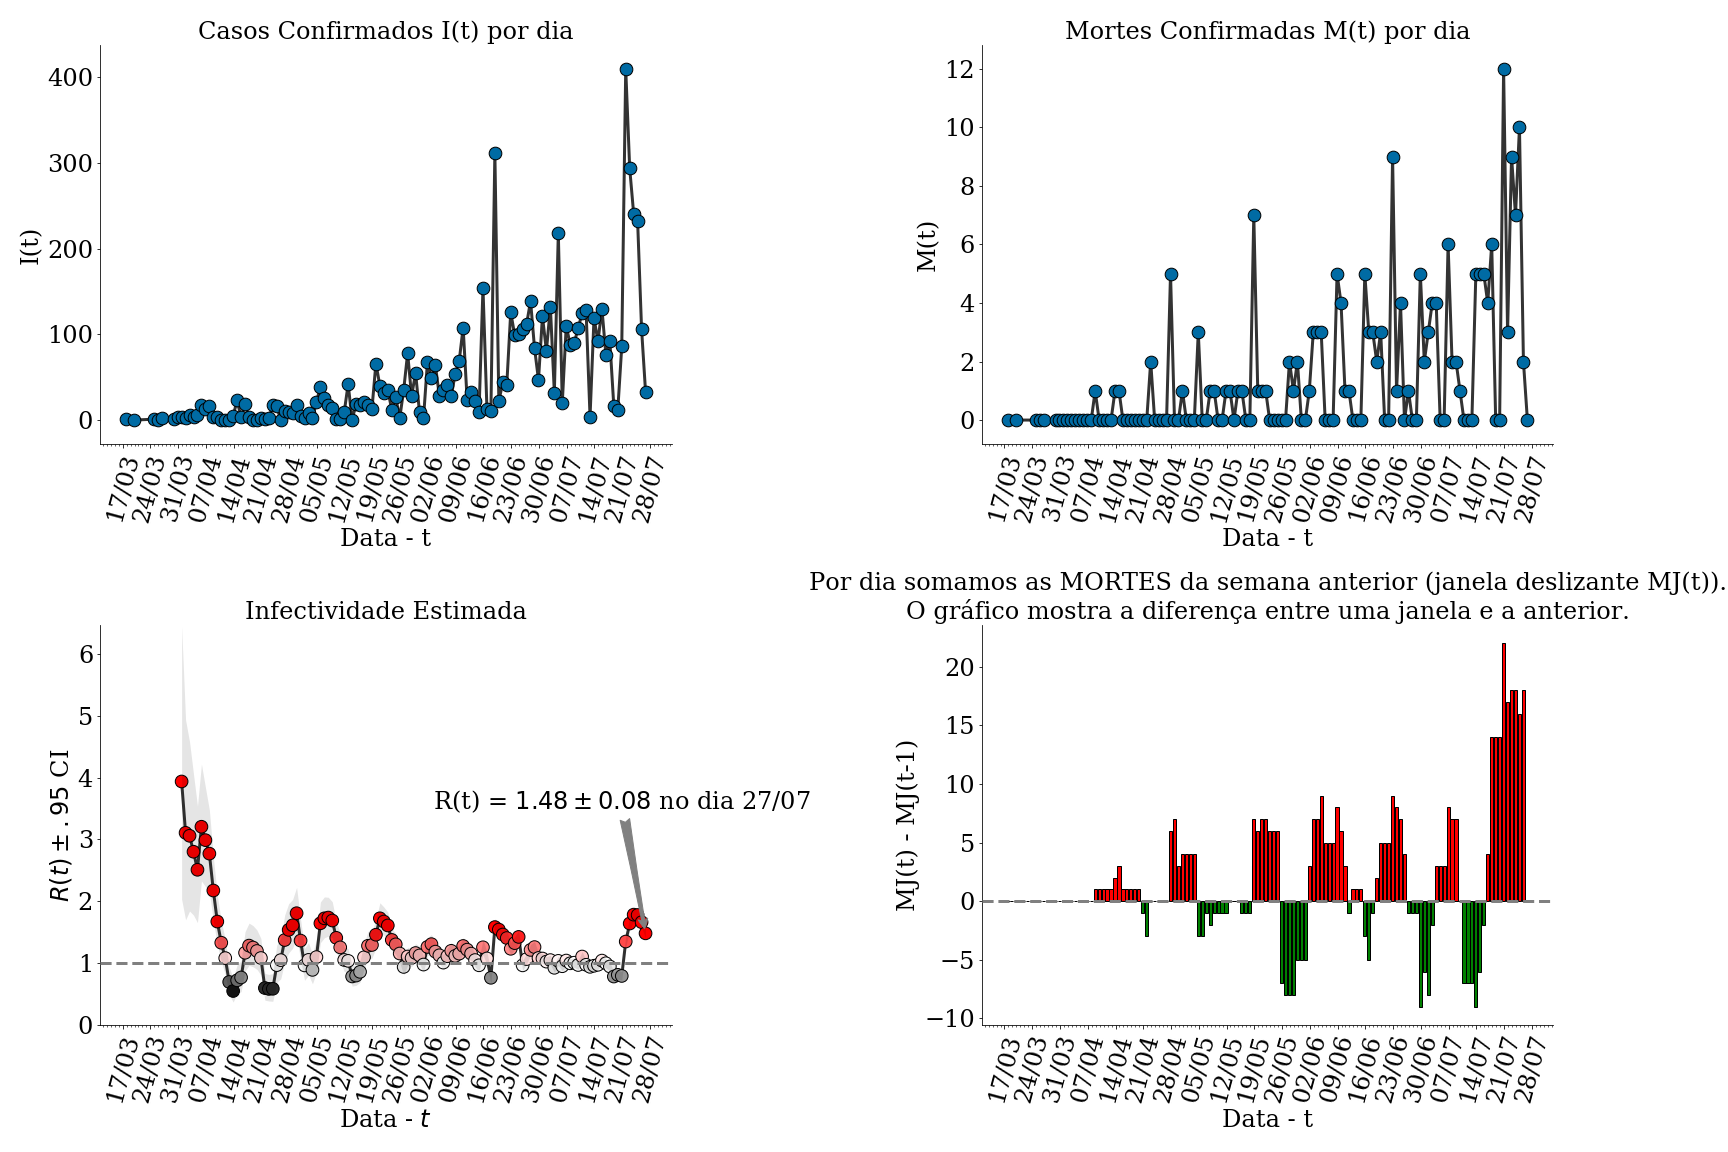 Casos Confirmados I(t) por dia
I(t)
400
300
200
100
0
17/03 24/03 31/03 07/04 14/04 21/04 28/04 05/05 12/05 19/05 26/05 02/06 09/06 16/06 23/06 30/06 07/07 14/07 21/07 28/07
Data - t
Mortes Confirmadas M(t) por dia
M(t)
12
10
8
6
4
2
0
17/03 24/03 31/03 07/04 14/04 21/04 28/04 05/05 12/05 19/05 26/05 02/06 09/06 16/06 23/06 30/06 07/07 14/07 21/07 28/07
Data - t
Infectividade Estimada
R(t) ± .95 CI
6
5
4
3
2
1
0
R(t) = 1.48 ± 0.08 no dia 27/07
17/03 24/03 31/03 07/04 14/04 21/04 28/04 05/05 12/05 19/05 26/05 02/06 09/06 16/06 23/06 30/06 07/07 14/07 21/07 28/07
Data - t
Por dia somamos as MORTES da semana anterior (janela deslizante MJ(t)).
O gráfico mostra a diferença entre uma janela e a anterior.
MJ(t) - MJ(t-1)
20
15
10
5
0
−5
−10
17/03 24/03 31/03 07/04 14/04 21/04 28/04 05/05 12/05 19/05 26/05 02/06 09/06 16/06 23/06 30/06 07/07 14/07 21/07 28/07
Data - t